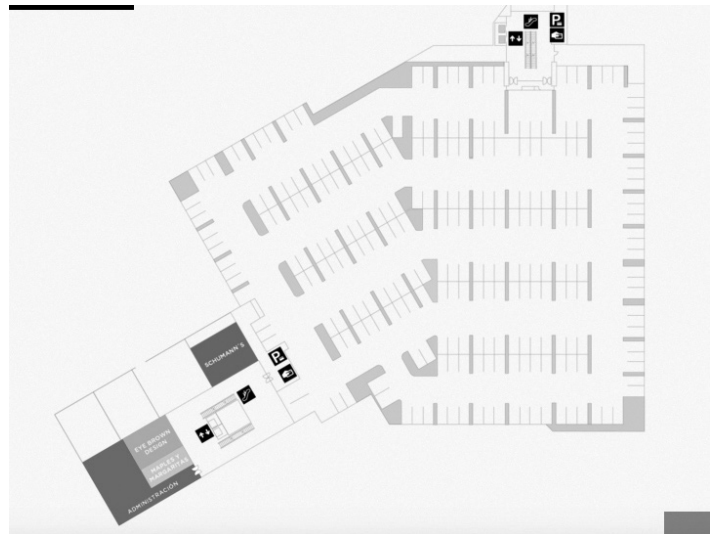 P
P
SCHUMANN'S
EYE BROWN
DESIGN
MAPLES Y
MARGARITAS
ADMINISTRACIÓN